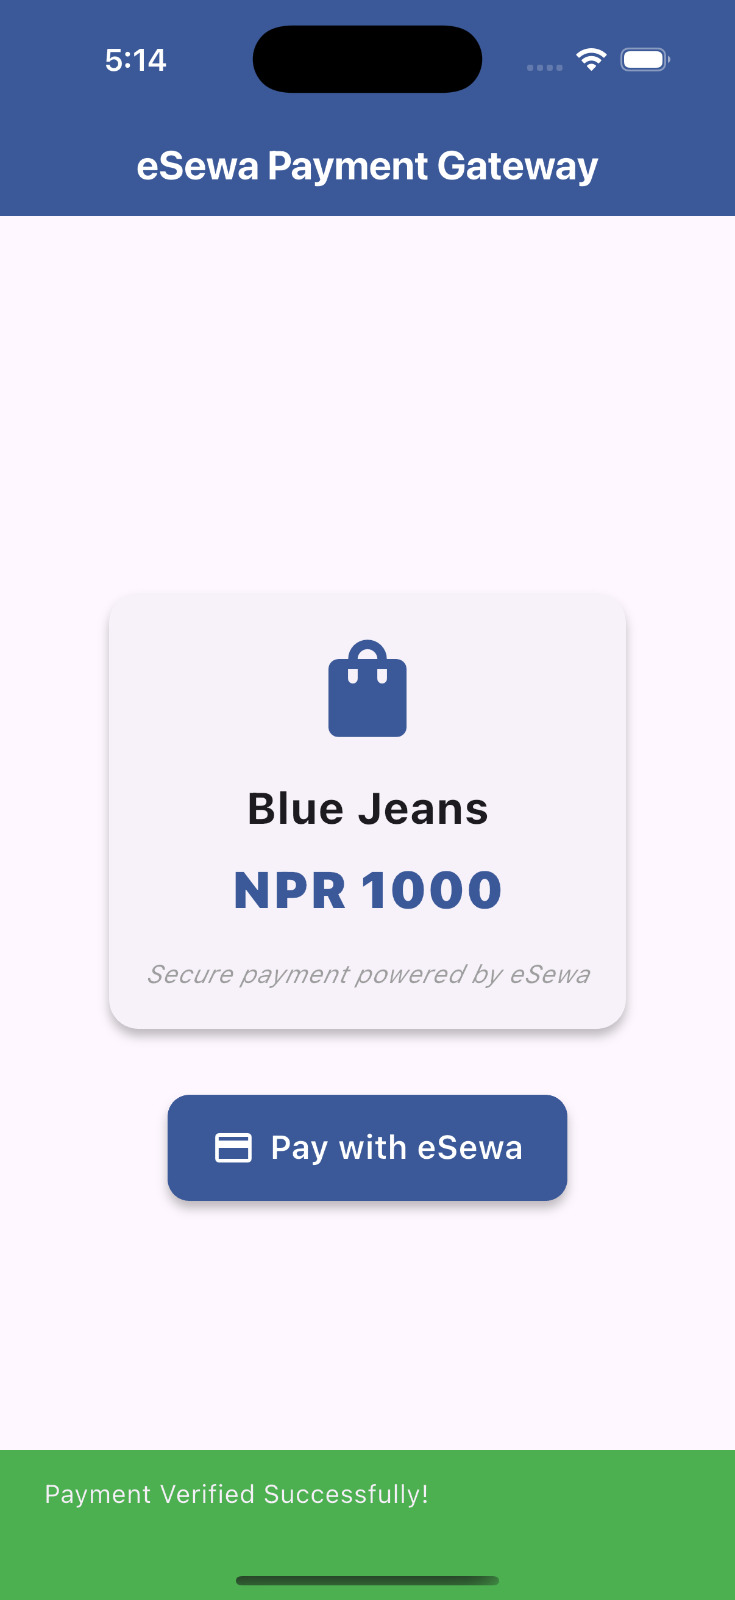 5:14
eSewa Payment Gateway
Blue Jeans
NPR 1000
Secure payment powered by eSewa
Pay with eSewa
Payment Verified Successfully!